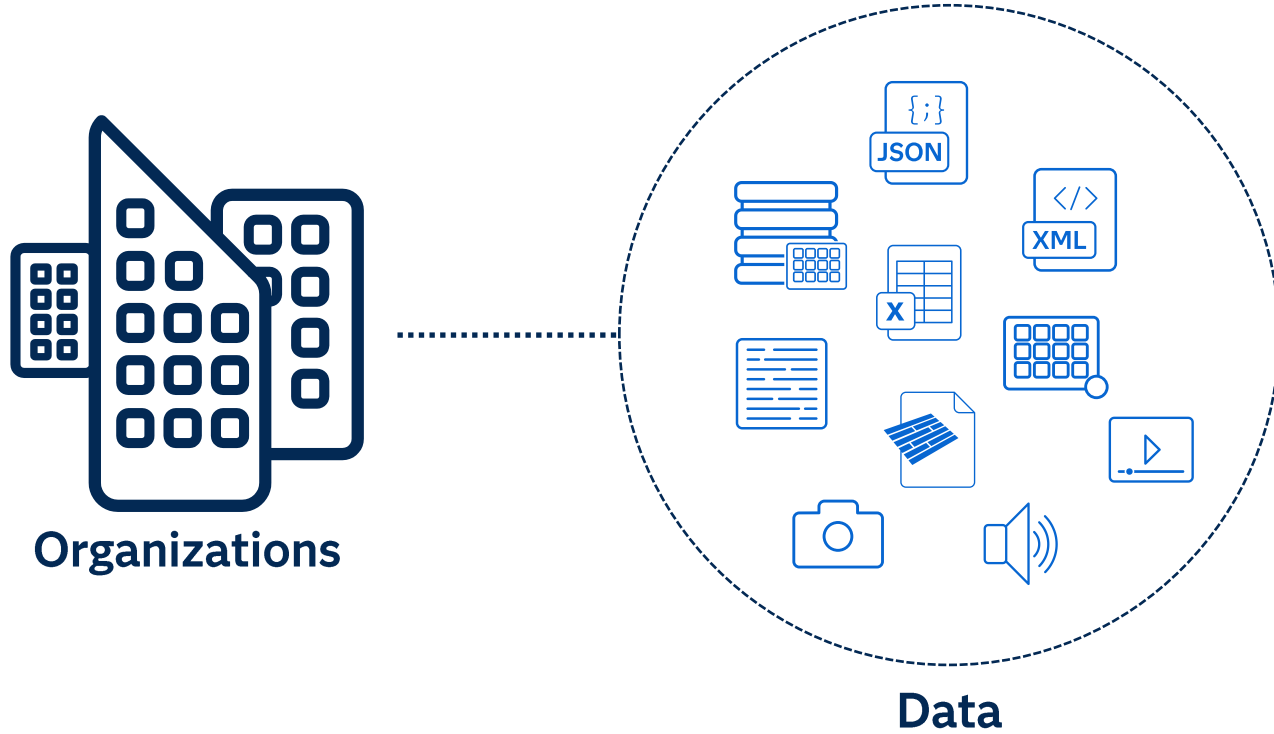 {;}
JSON
</>
XML
X
Organizations
Data